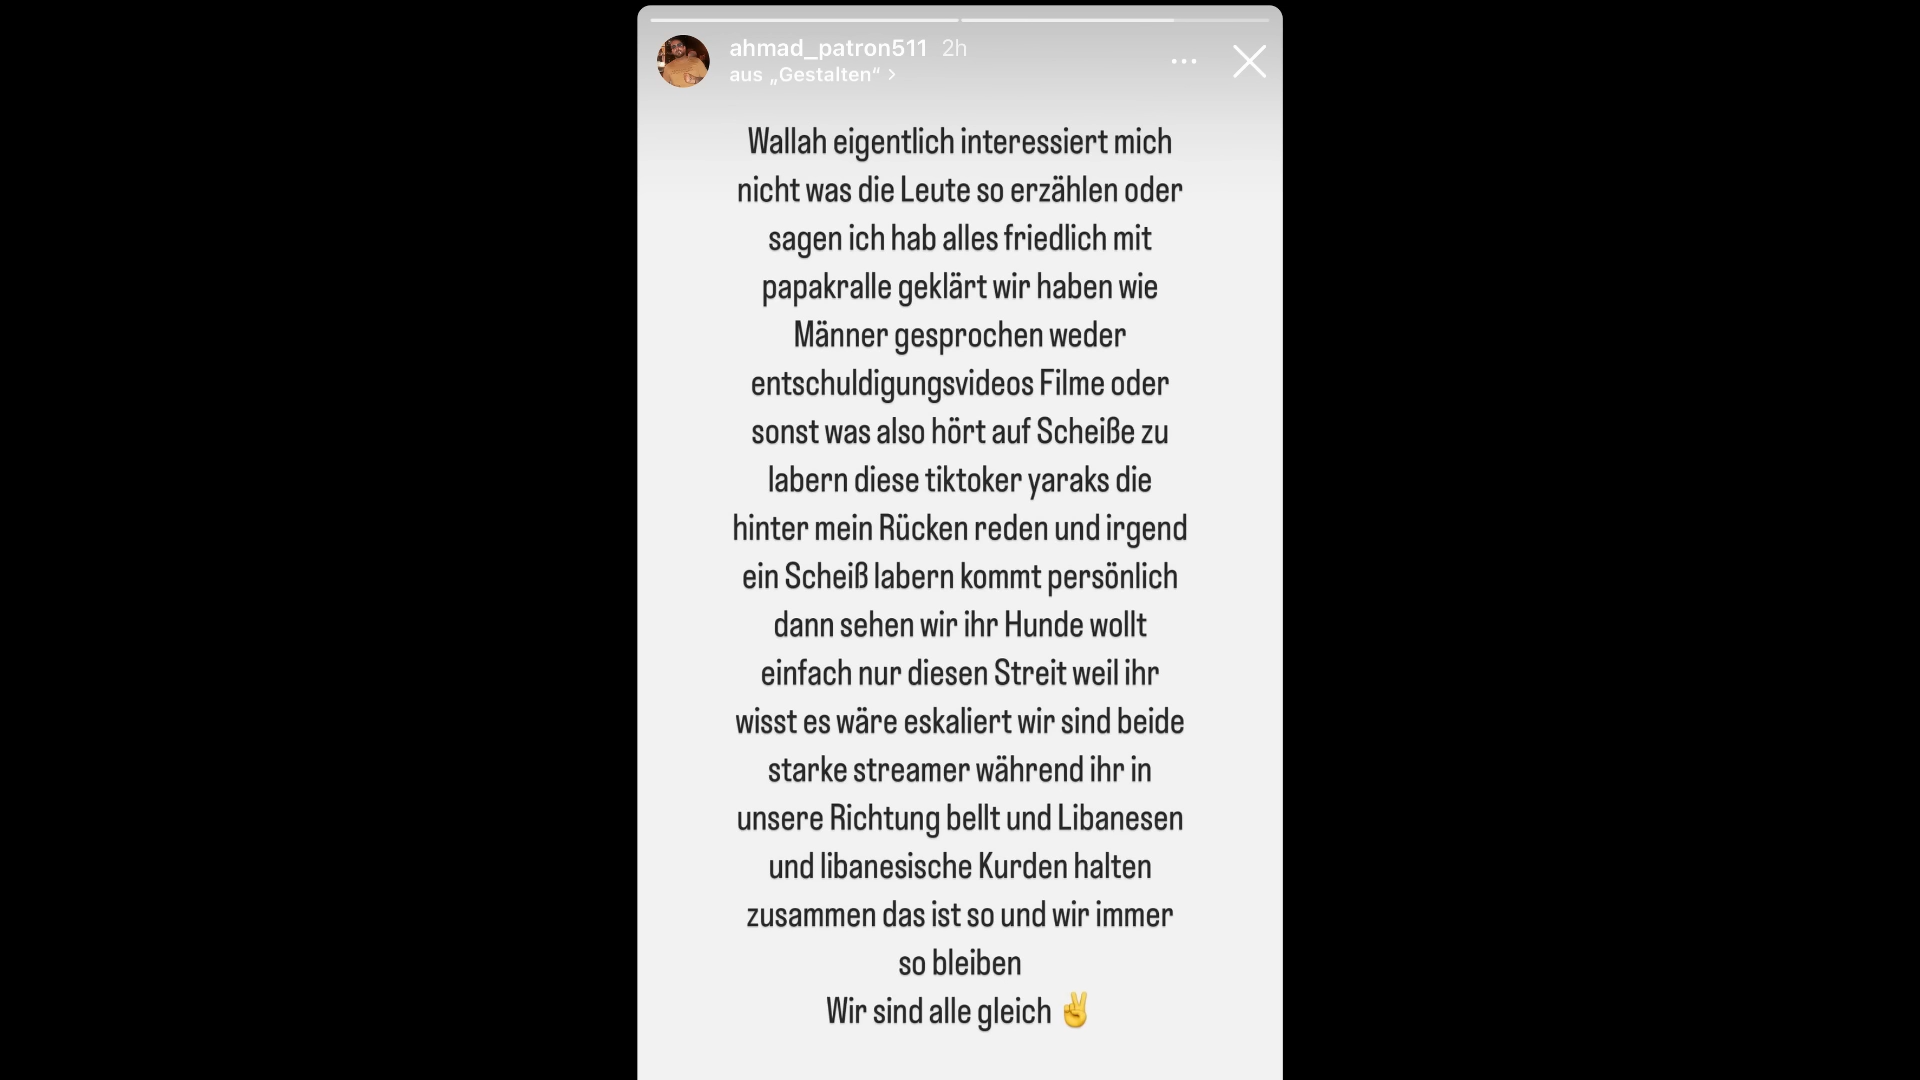 ahmad_patron511 2h
aus „Gestalten“ >
Wallah eigentlich interessiert mich
nicht was die Leute so erzählen oder
sagen ich hab alles friedlich mit
papakralle geklärt wir haben wie
Männer gesprochen weder
entschuldigungsvideos Filme oder
sonst was also hört auf Scheiße zu
labern diese tiktoker yaraks die
hinter mein Rücken reden und irgend
ein Scheiß labern kommt persönlich
dann sehen wir ihr Hunde wollt
einfach nur diesen Streit weil ihr
wisst es wäre eskaliert wir sind beide
starke streamer während ihr in
unsere Richtung bellt und Libanesen
und libanesische Kurden halten
zusammen das ist so und wir immer
so bleiben
Wir sind alle gleich ✌️